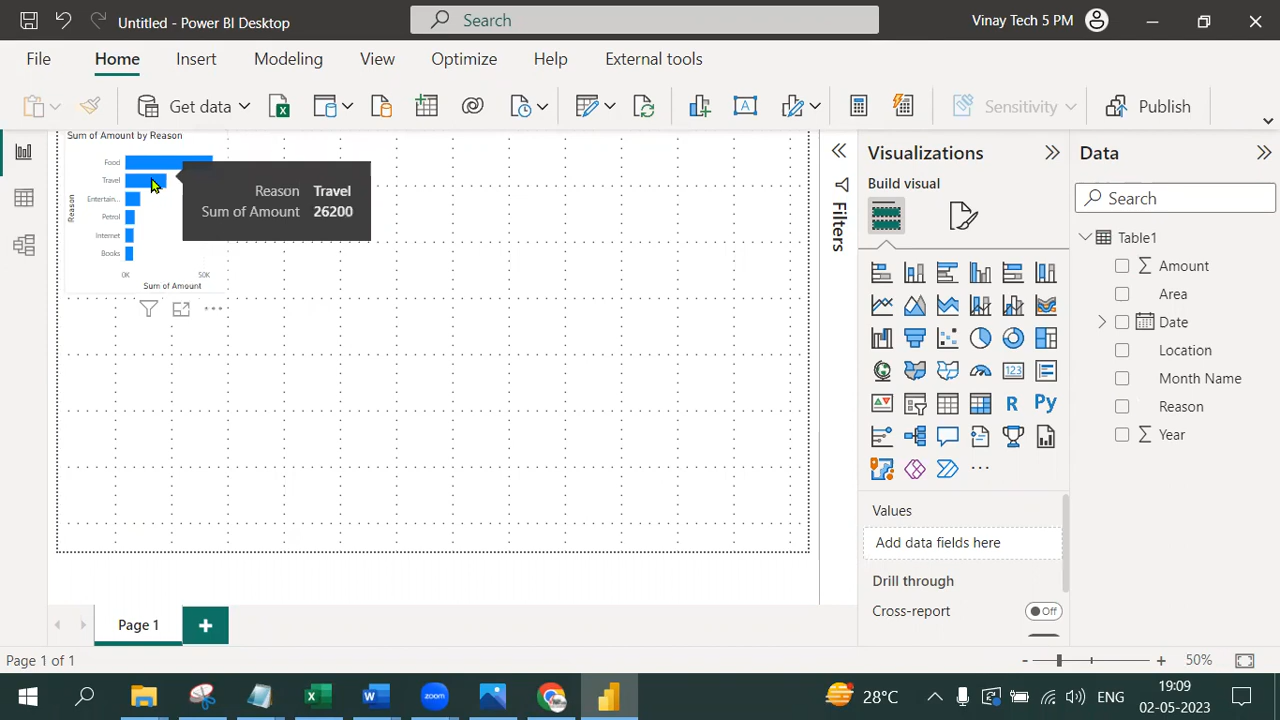 Untitled - Power BI Desktop
Search
Vinay Tech 5 PM
File Home Insert Modeling View Optimize Help External tools
Get data
Sensitivity
Publish
Sum of Amount by Reason
Reason
Food
Travel
Entertain...
Petrol
Internet
Books
0K 50K
Sum of Amount
Reason Travel
Sum of Amount 26200
Filters
Visualizations
Build visual
123
R
Py
Values
Add data fields here
Drill through
Cross-report
Off
Data
Search
Table1
Amount
Area
Date
Location
Month Name
Reason
Year
Page 1
Page 1 of 1
50%
28°C
ENG
19:09
02-05-2023